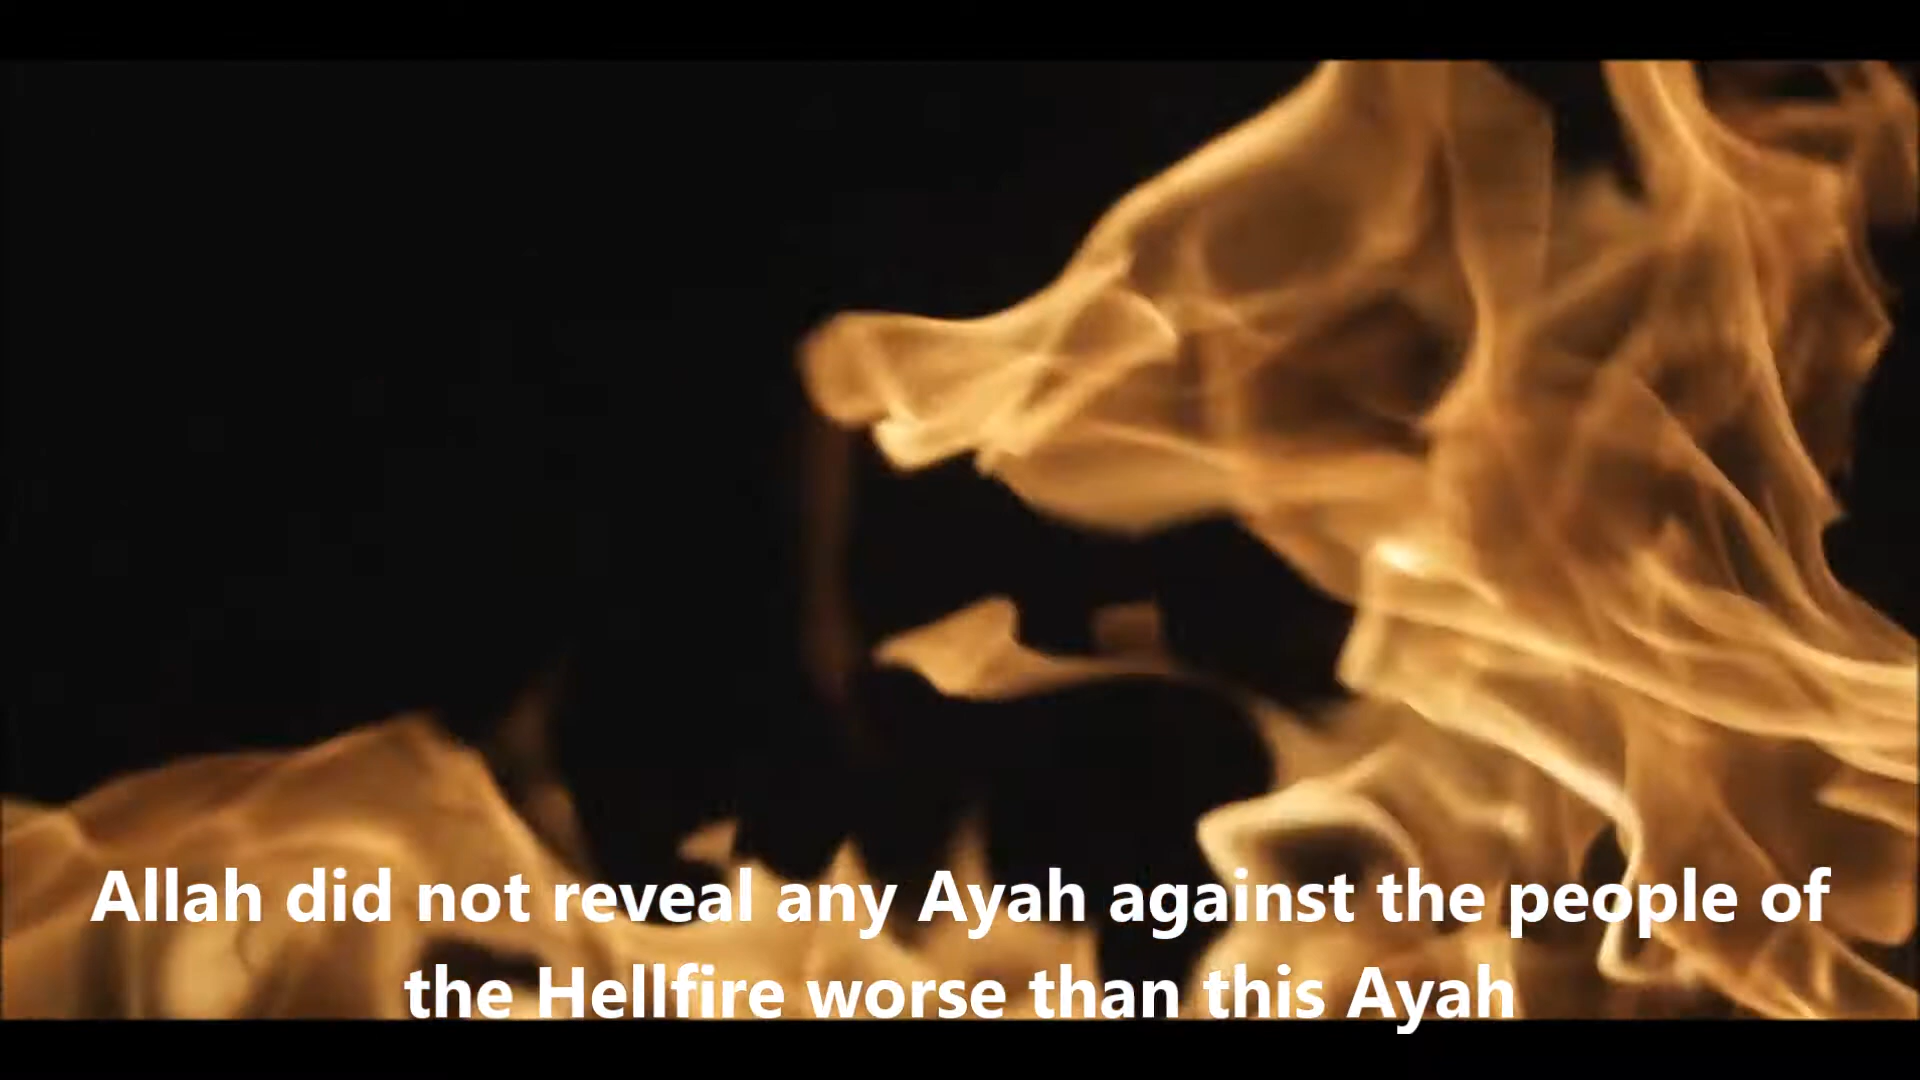 Allah did not reveal any Ayah against the people of
the Hellfire worse than this Ayah